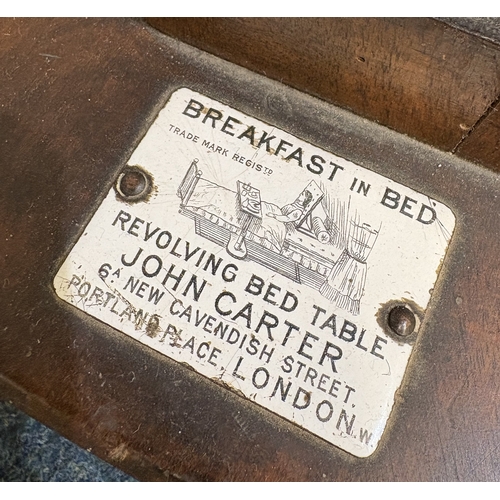 BREAKFAST IN BED
TRADE MARK REGISTD
REVOLVING BED TABLE
JOHN CARTER
6A NEW CAVENDISH STREET,
PORTLAND PLACE, LONDON.W.